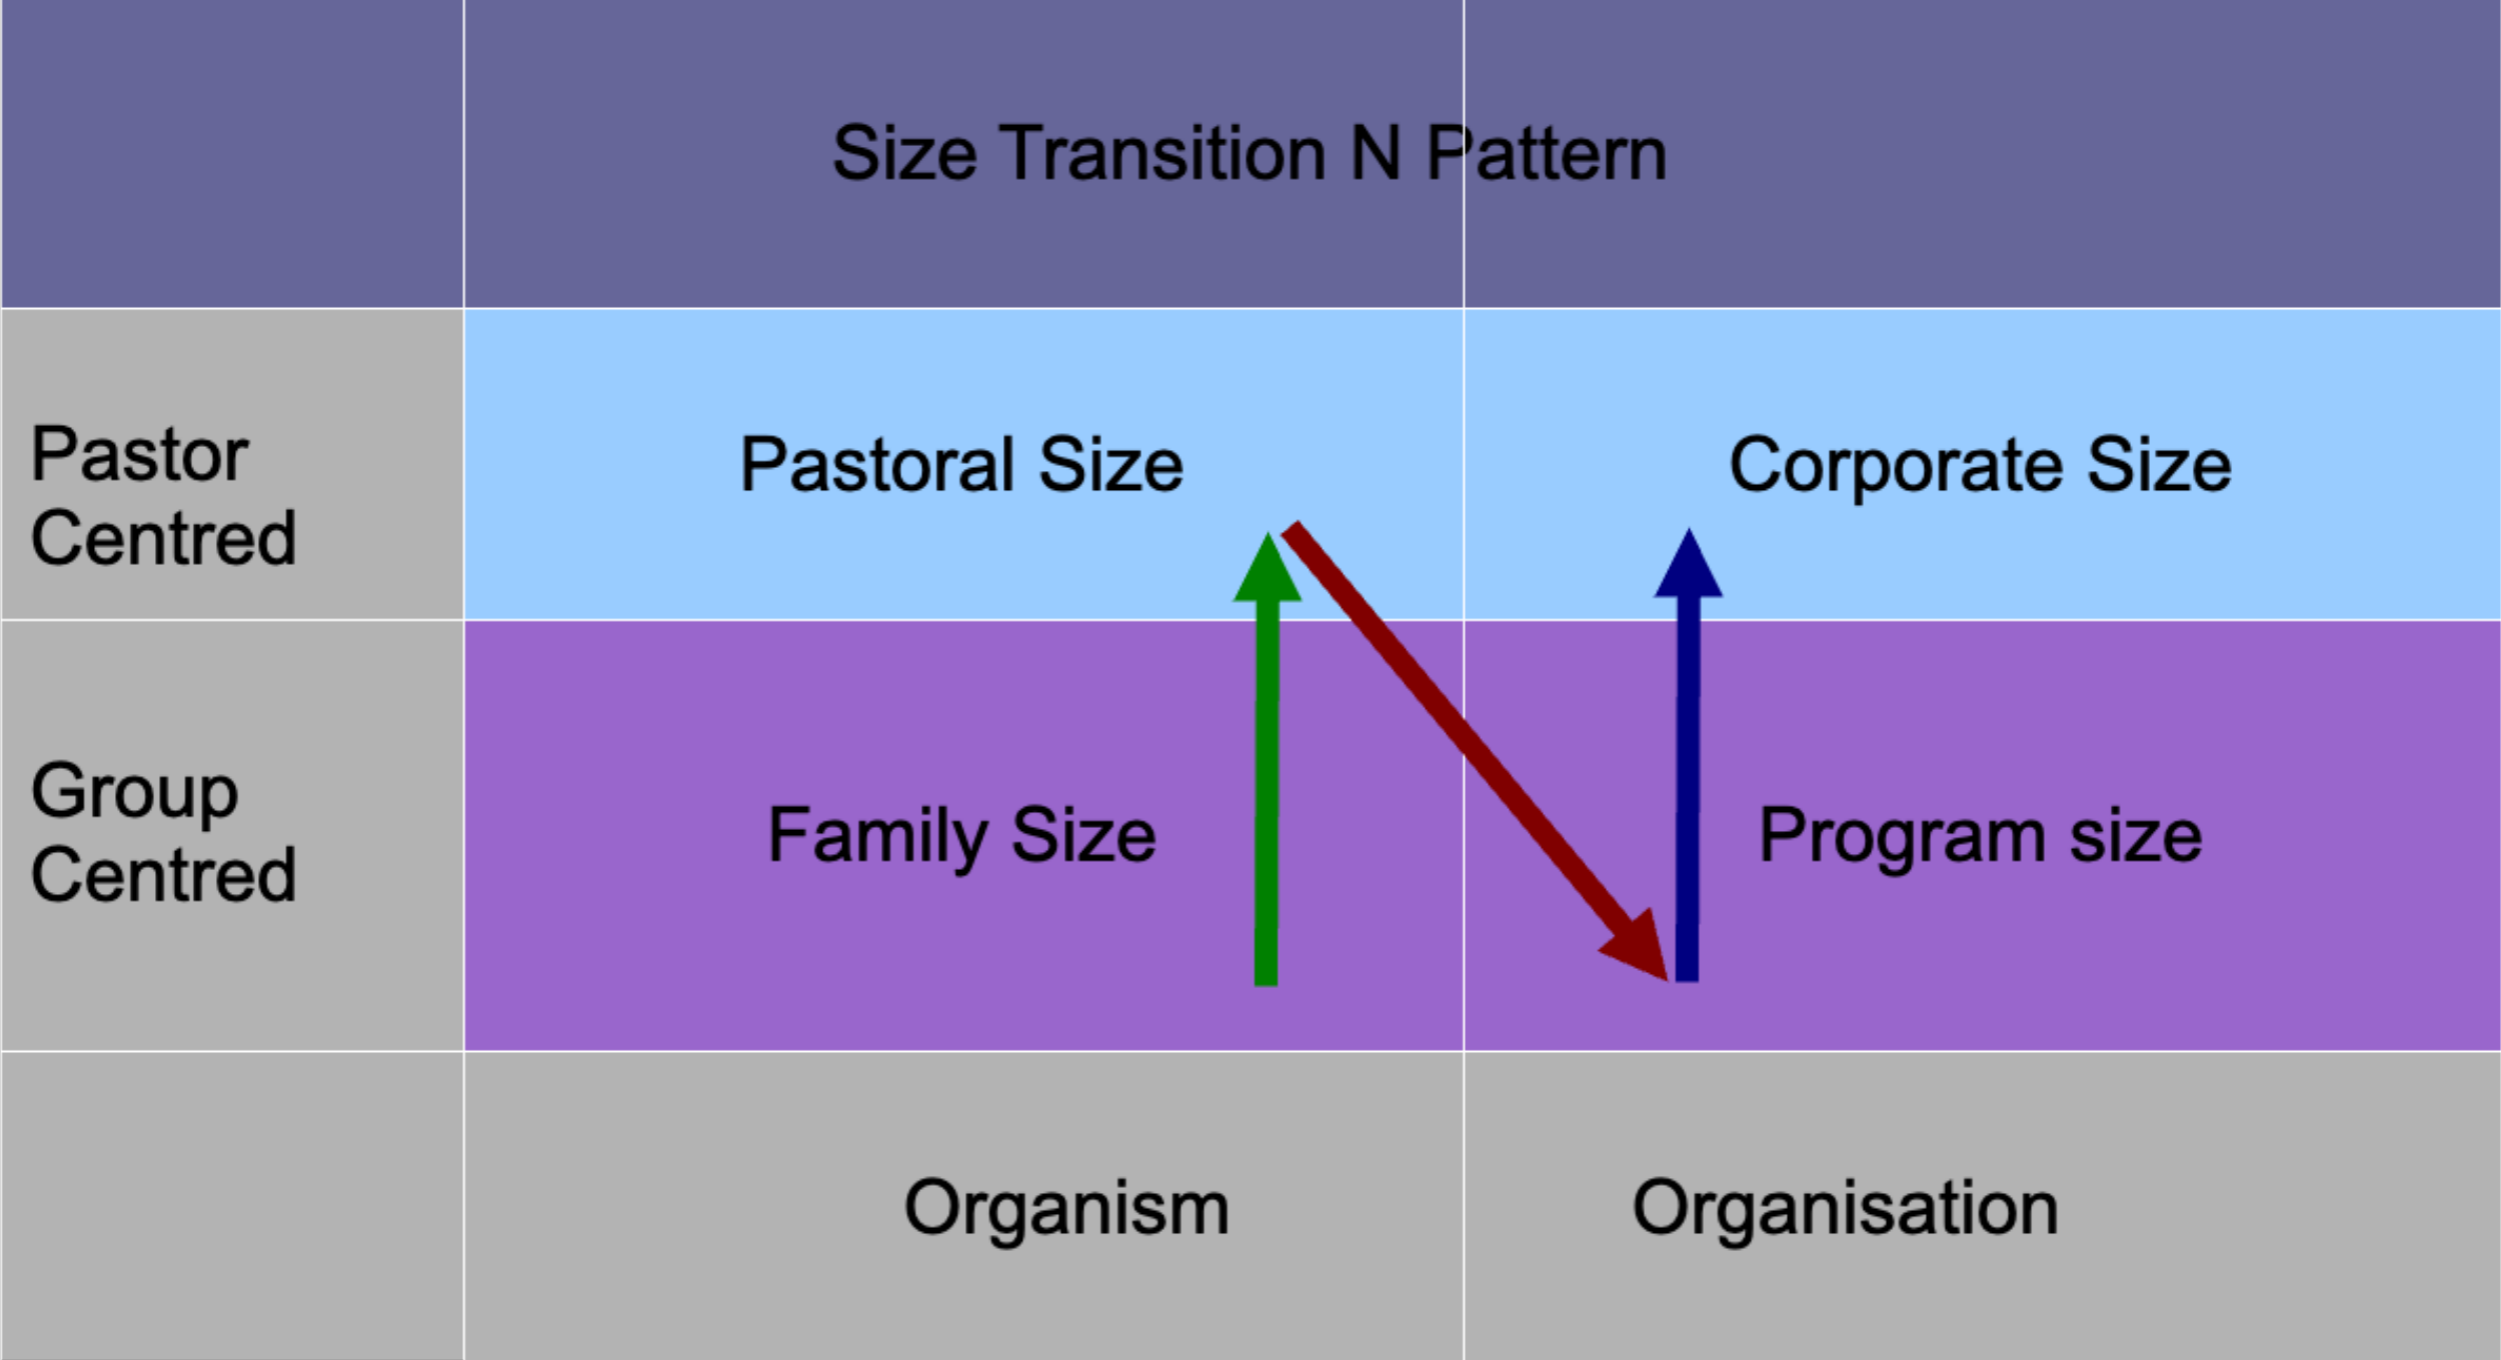 Size Transition N Pattern
Pastor
Centred
Pastoral Size
Corporate Size
Group
Centred
Family Size
Program size
Organism
Organisation